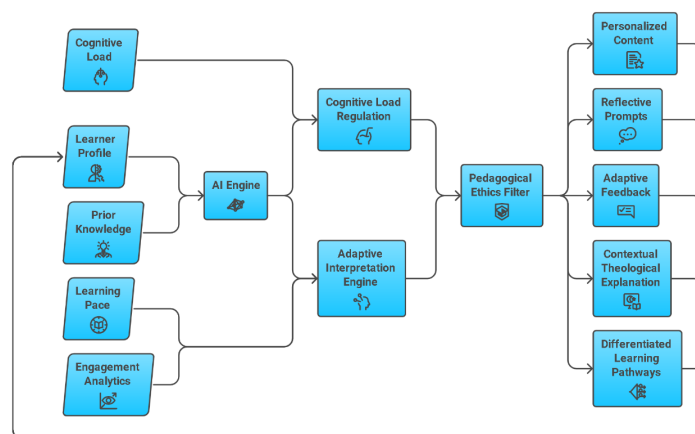 Cognitive
Load
Learner
Profile
Prior
Knowledge
Learning
Pace
Engagement
Analytics
AI Engine
Cognitive Load
Regulation
Adaptive
Interpretation
Engine
Pedagogical
Ethics Filter
Personalized
Content
Reflective
Prompts
Adaptive
Feedback
Contextual
Theological
Explanation
Differentiated
Learning
Pathways